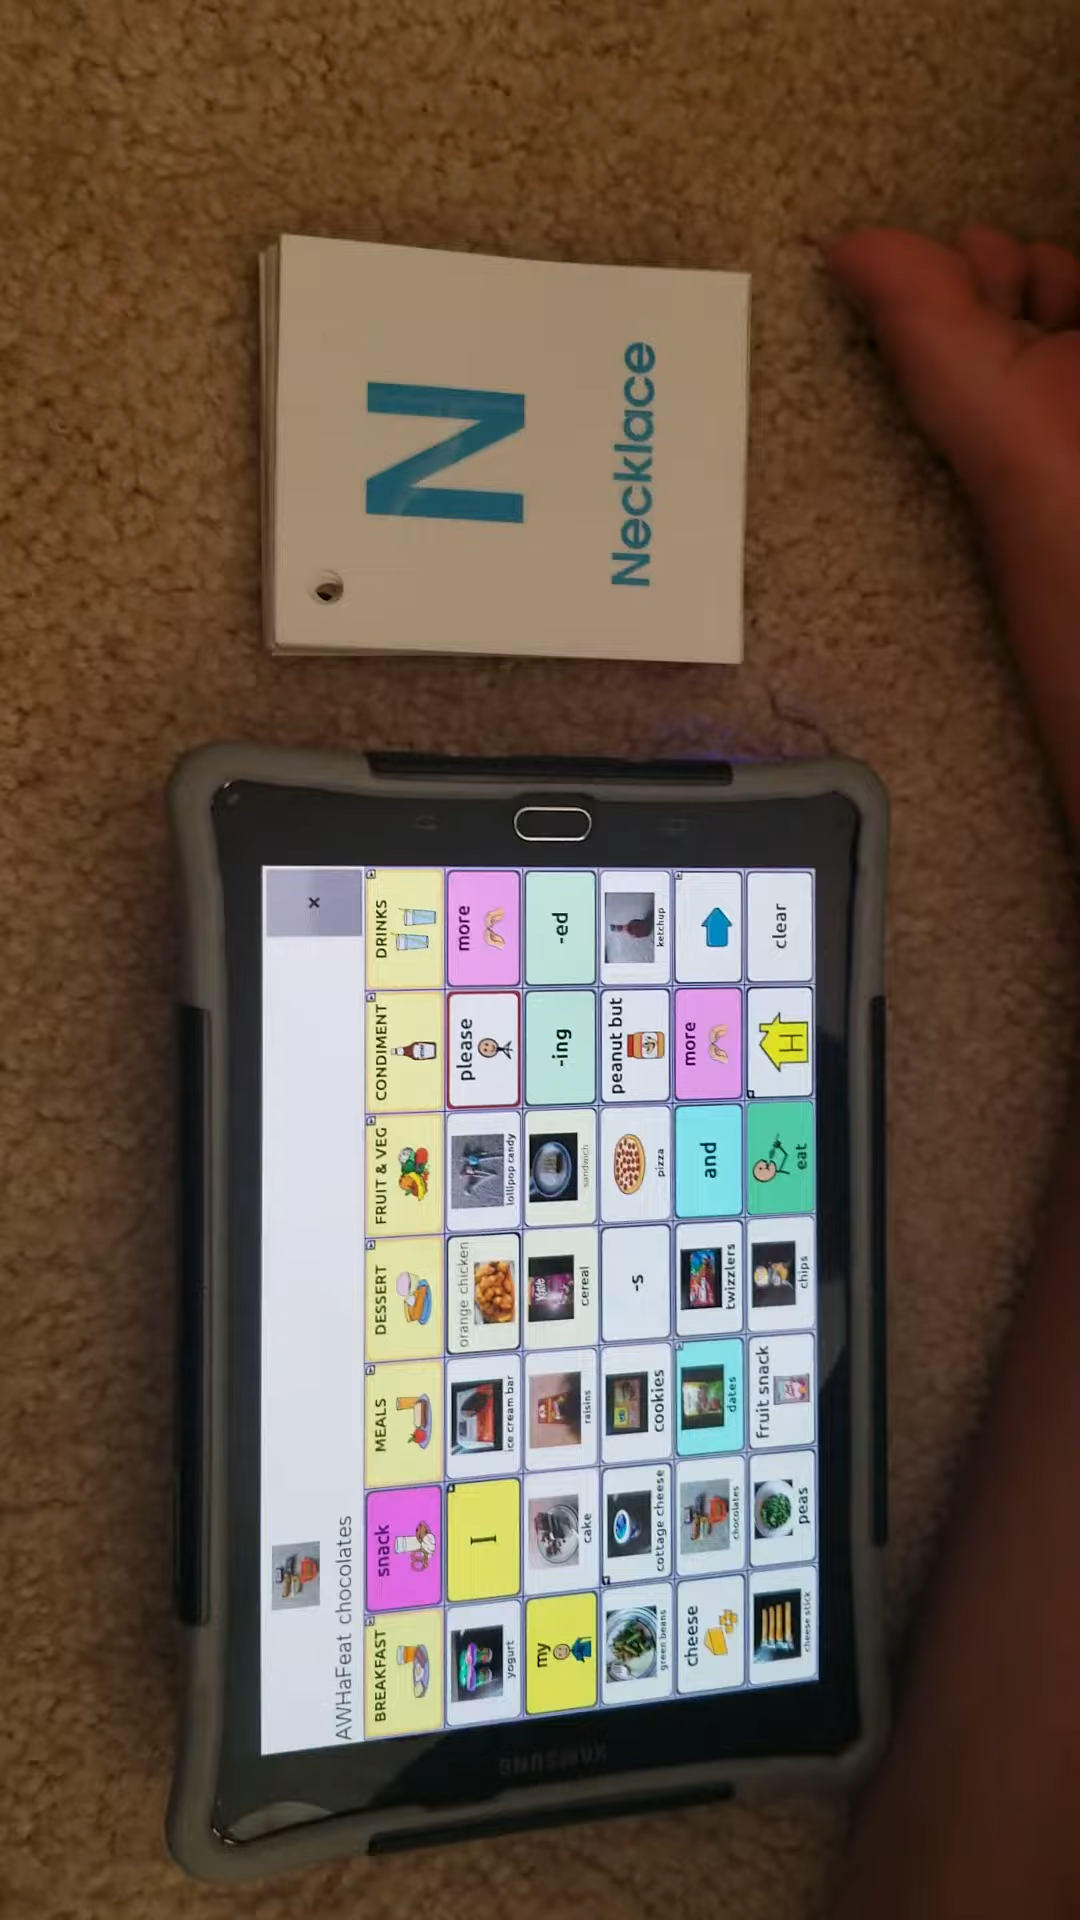 AWHaFeat chocolates
×
BREAKFAST
snack
MEALS
DESSERT
FRUIT & VEG
CONDIMENT
DRINKS
yogurt
I
ice cream bar
orange chicken
lollipop candy
please
more
my
cake
raisins
cereal
sandwich
-ing
-ed
green beans
cottage cheese
cookies
-s
pizza
peanut but
ketchup
cheese
chocolates
dates
twizzlers
and
more
cheese stick
peas
fruit snack
chips
eat
H
clear
SAMSUNG
N
Necklace